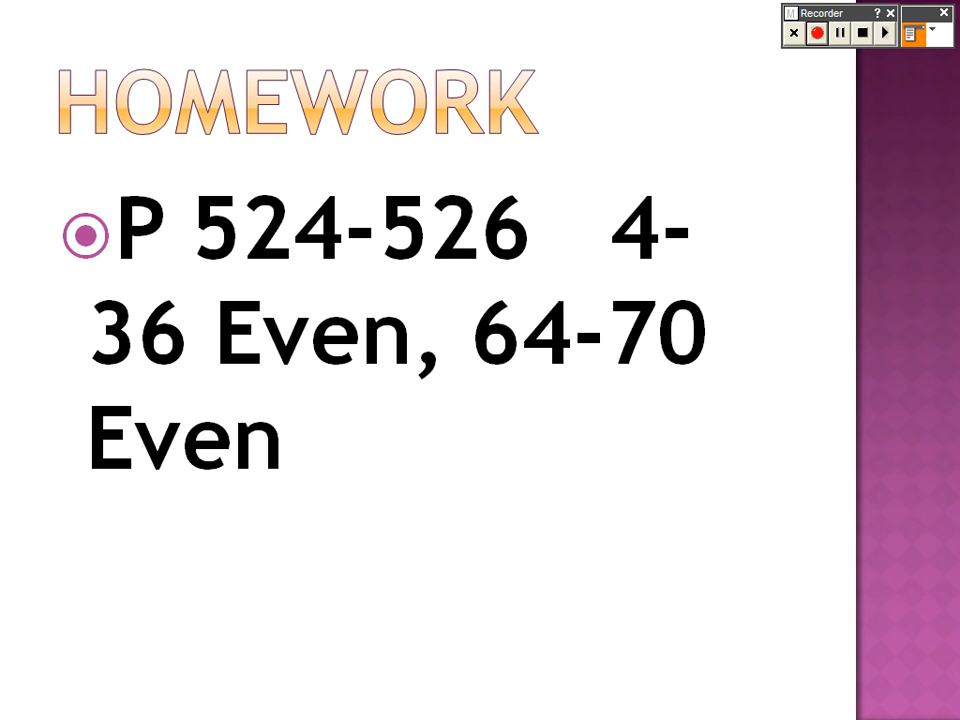 M Recorder ? ×
HOMEWORK
P 524-526 4-
36 Even, 64-70
Even